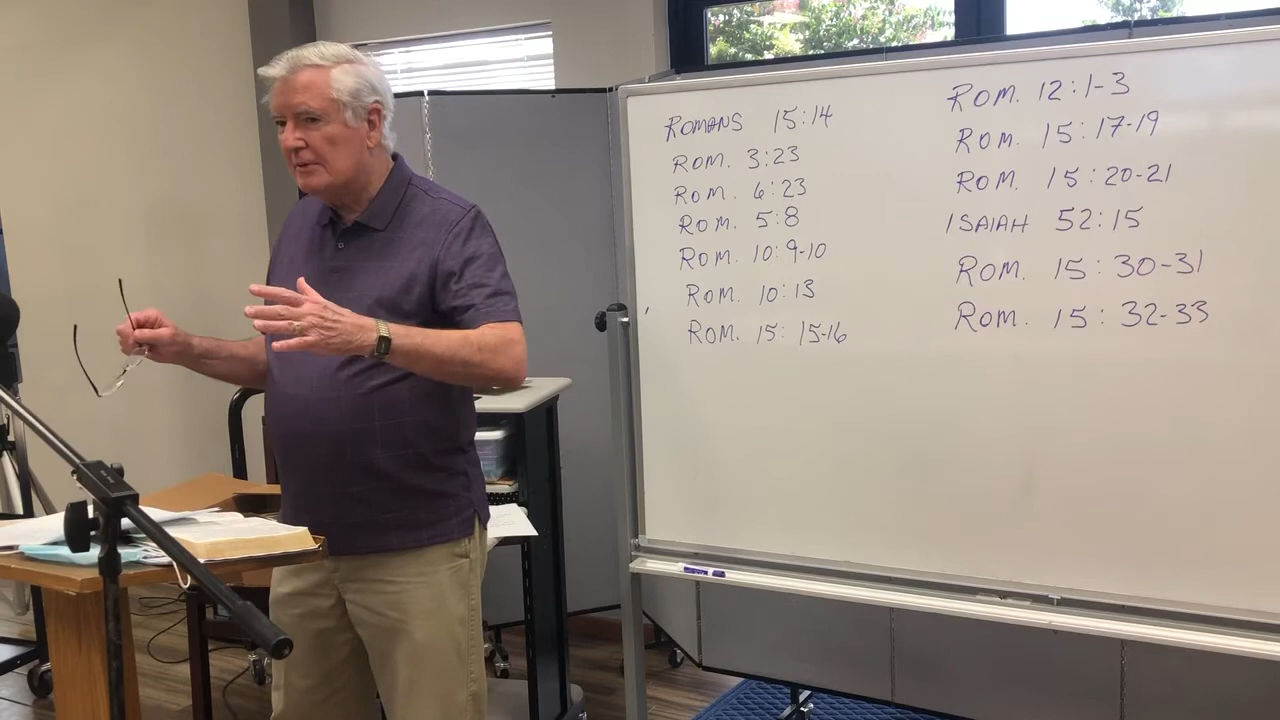 ROMANS 15:14
ROM. 3:23
ROM. 6:23
ROM. 5:8
ROM. 10:9-10
ROM. 10:13
ROM. 15: 15-16
ROM. 12:1-3
ROM. 15:17-19
ROM. 15:20-21
ISAIAH 52:15
ROM. 15:30-31
ROM. 15:32-33